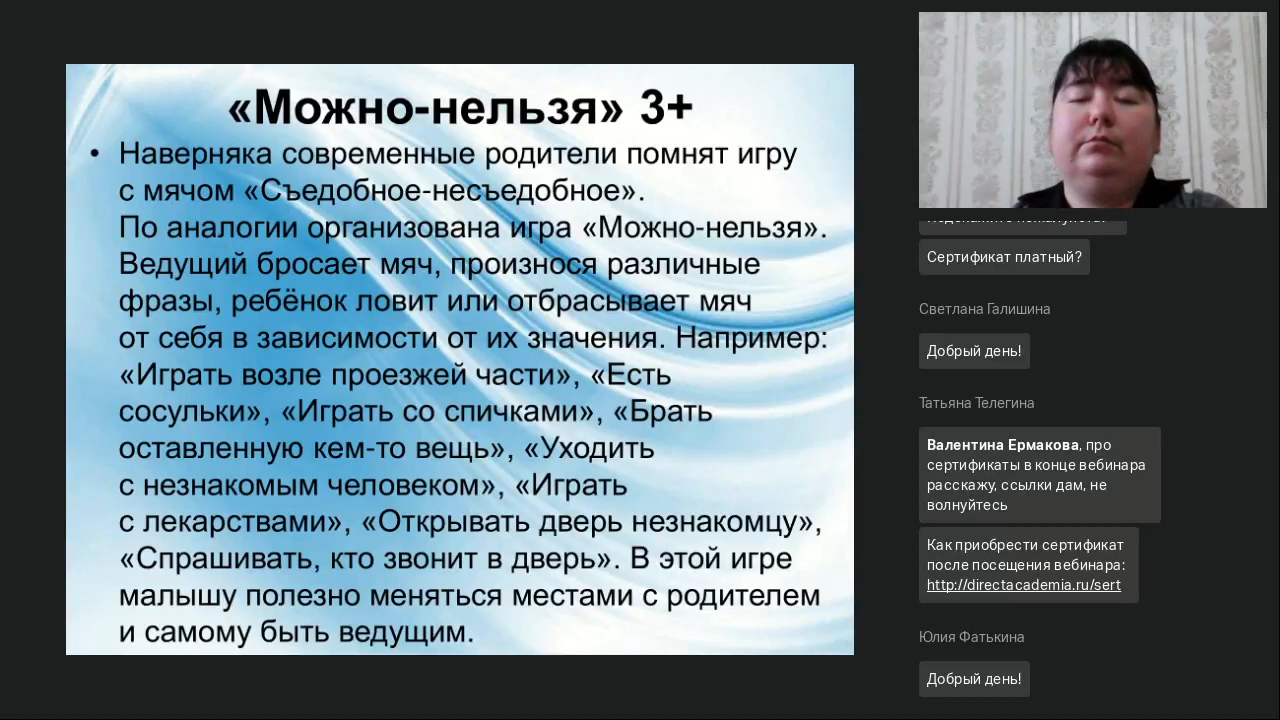 «Можно-нельзя» 3+
• Наверняка современные родители помнят игру
с мячом «Съедобное-несъедобное».
По аналогии организована игра «Можно-нельзя».
Ведущий бросает мяч, произнося различные
фразы, ребёнок ловит или отбрасывает мяч
от себя в зависимости от их значения. Например:
«Играть возле проезжей части», «Есть
сосульки», «Играть со спичками», «Брать
оставленную кем-то вещь», «Уходить
с незнакомым человеком», «Играть
с лекарствами», «Открывать дверь незнакомцу»,
«Спрашивать, кто звонит в дверь». В этой игре
малышу полезно меняться местами с родителем
и самому быть ведущим.
Сертификат платный?
Светлана Галишина
Добрый день!
Татьяна Телегина
Валентина Ермакова, про
сертификаты в конце вебинара
расскажу, ссылки дам, не
волнуйтесь
Как приобрести сертификат
после посещения вебинара:
http://directacademia.ru/sert
Юлия Фатькина
Добрый день!